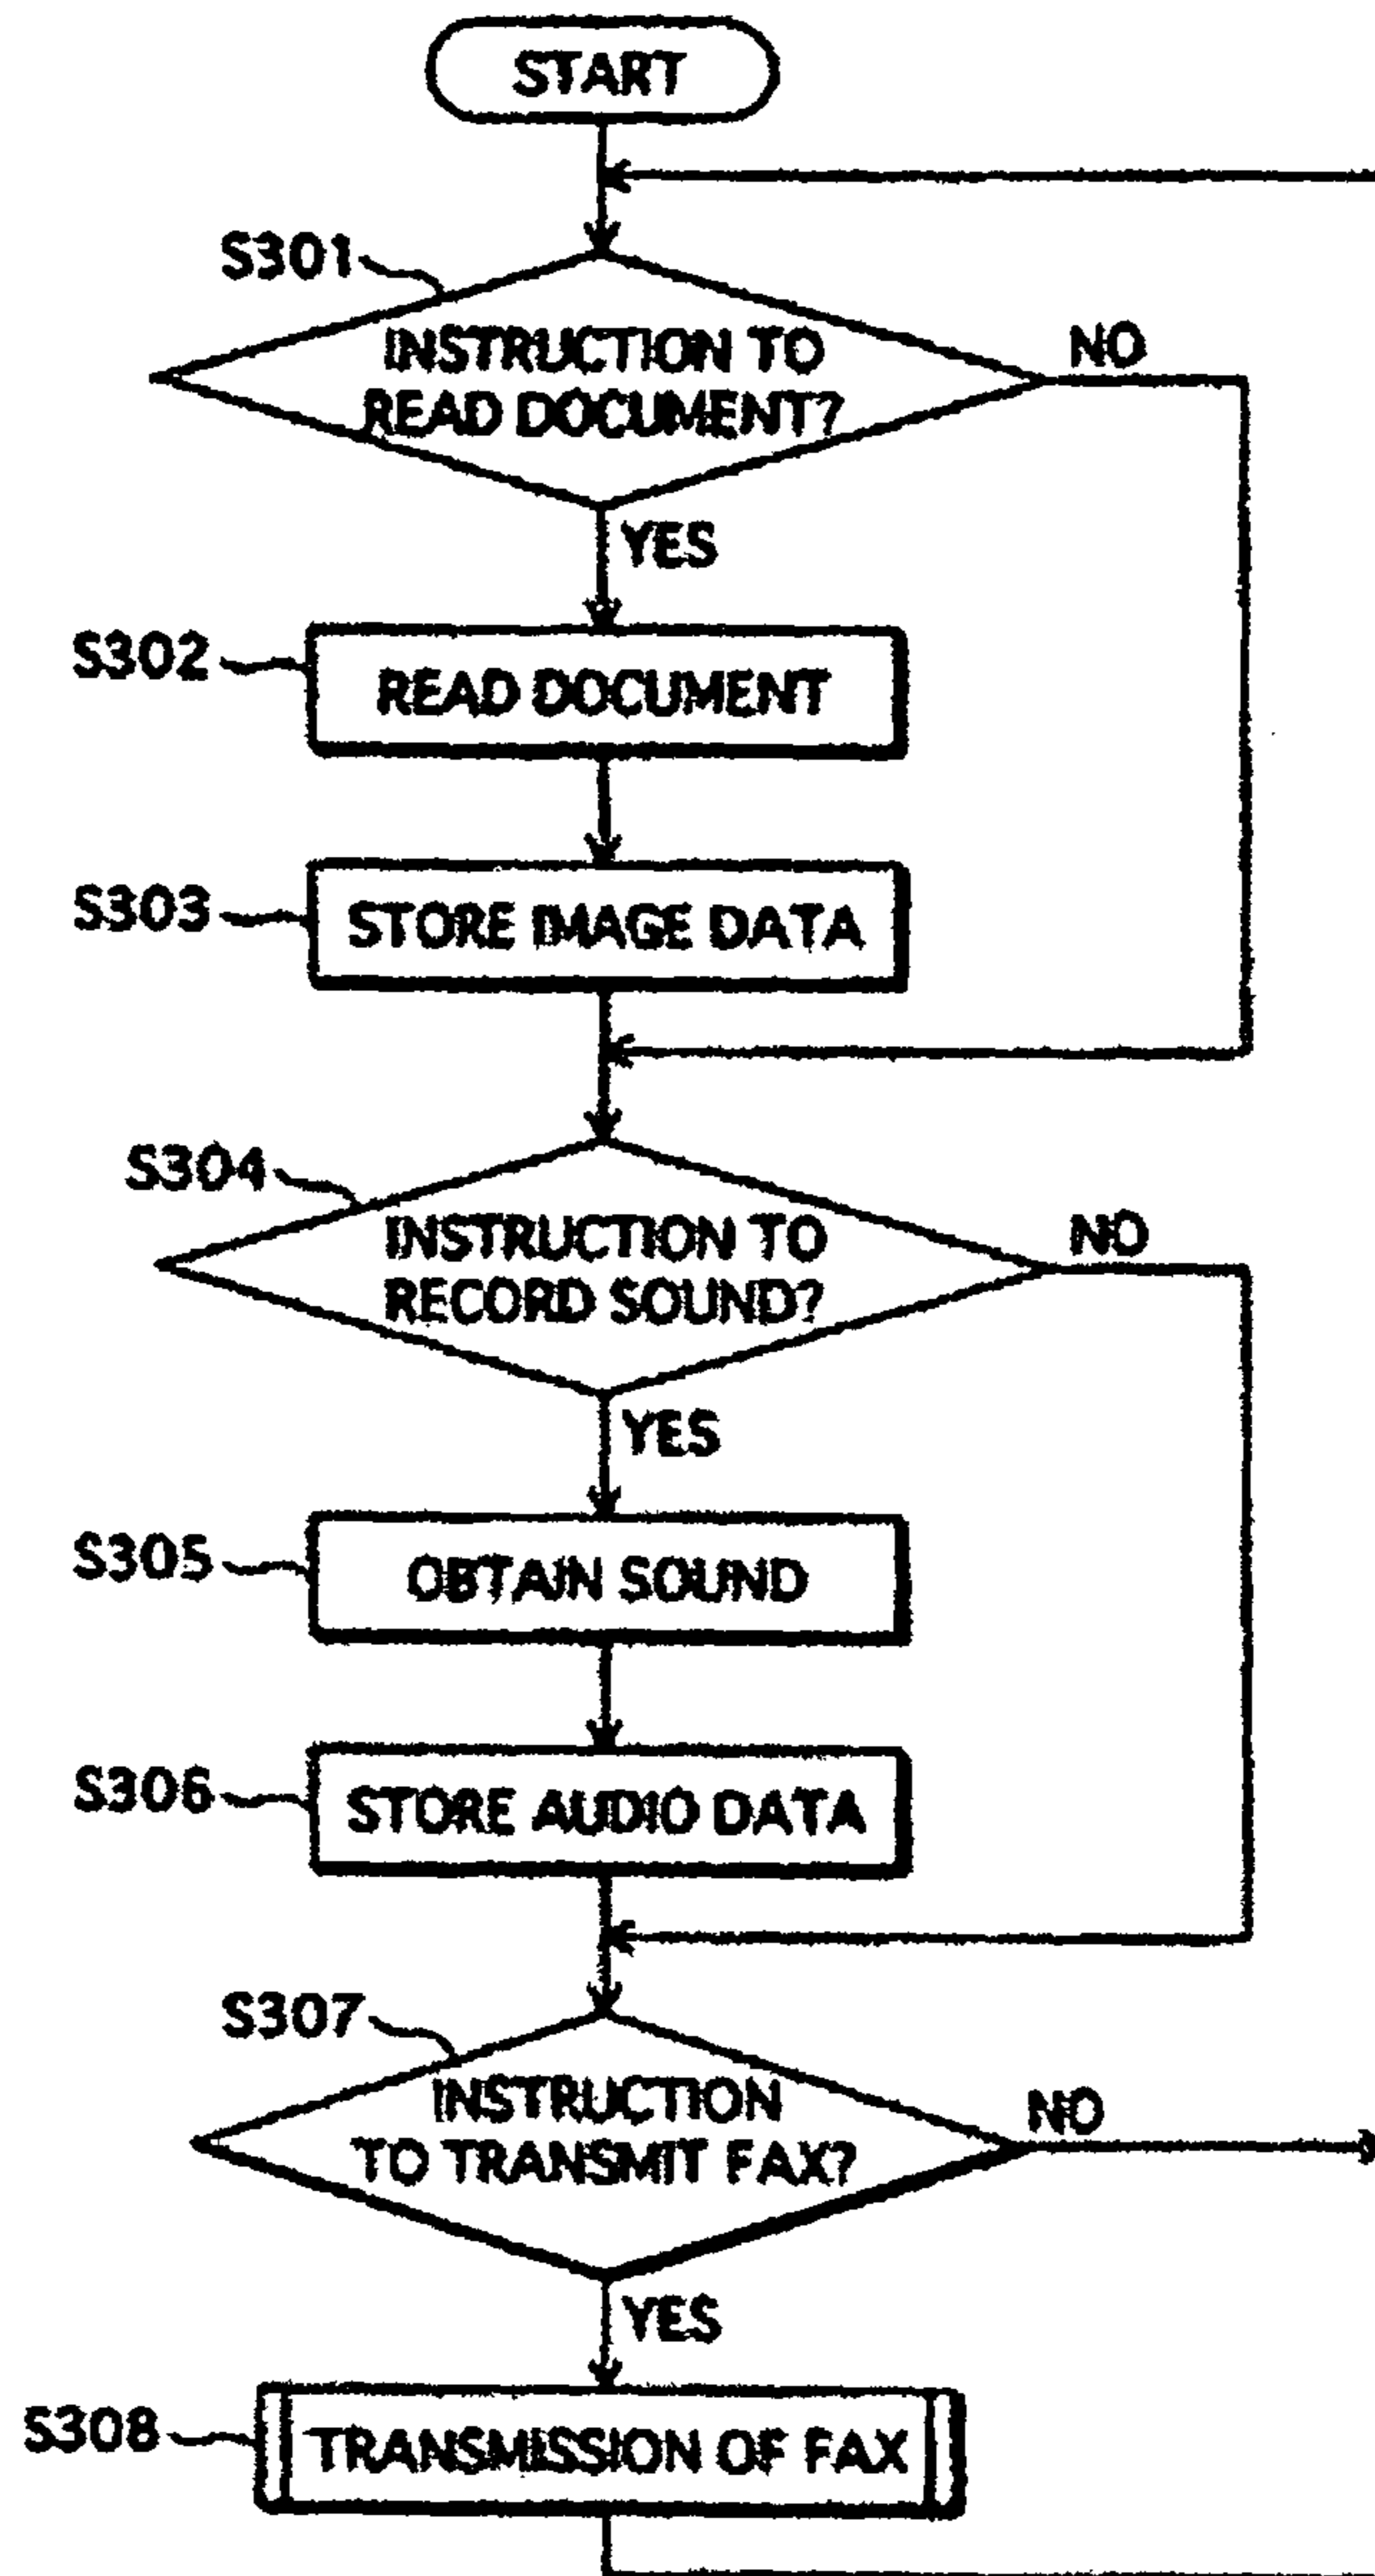 START
S301
INSTRUCTION TO
READ DOCUMENT?
NO
YES
S302
READ DOCUMENT
S303
STORE IMAGE DATA
S304
INSTRUCTION TO
RECORD SOUND?
NO
YES
S305
OBTAIN SOUND
S306
STORE AUDIO DATA
S307
INSTRUCTION
TO TRANSMIT FAX?
NO
YES
S308
TRANSMISSION OF FAX